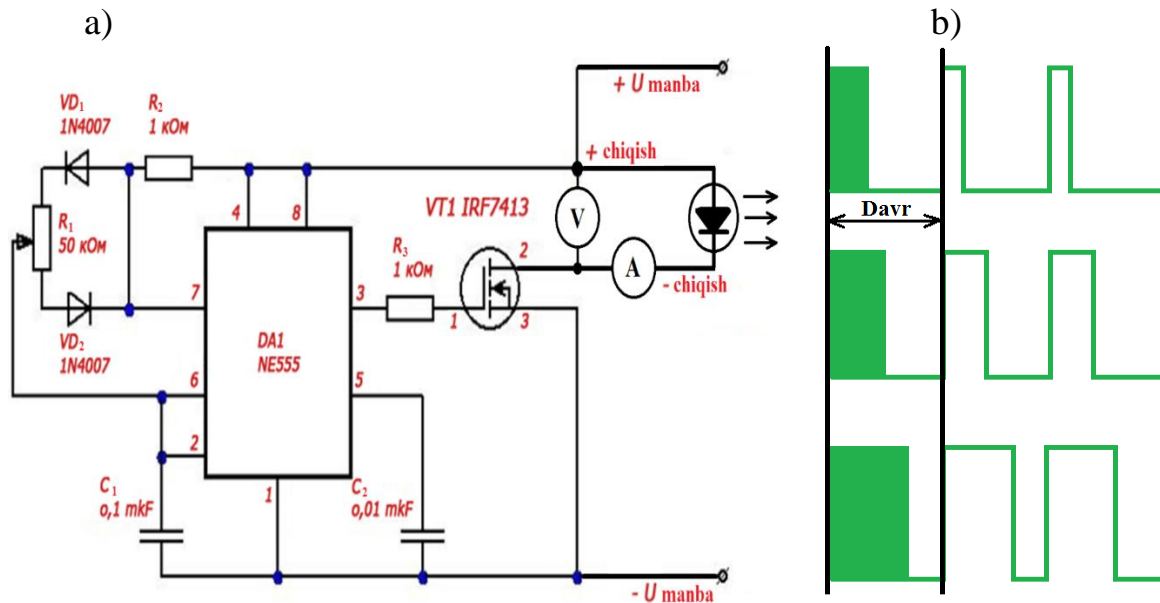 a)
b)
+ U manba
VD₁
1N4007
R₂
1 кОм
+ chiqish
4
8
VT1 IRF7413
V
R₁
50 кОм
Davr
R₃
1 кОм
2
A
- chiqish
7
3
1
3
VD₂
1N4007
DA1
NE555
6
5
2
C₁
0,1 mkF
1
C₂
0,01 mkF
- U manba